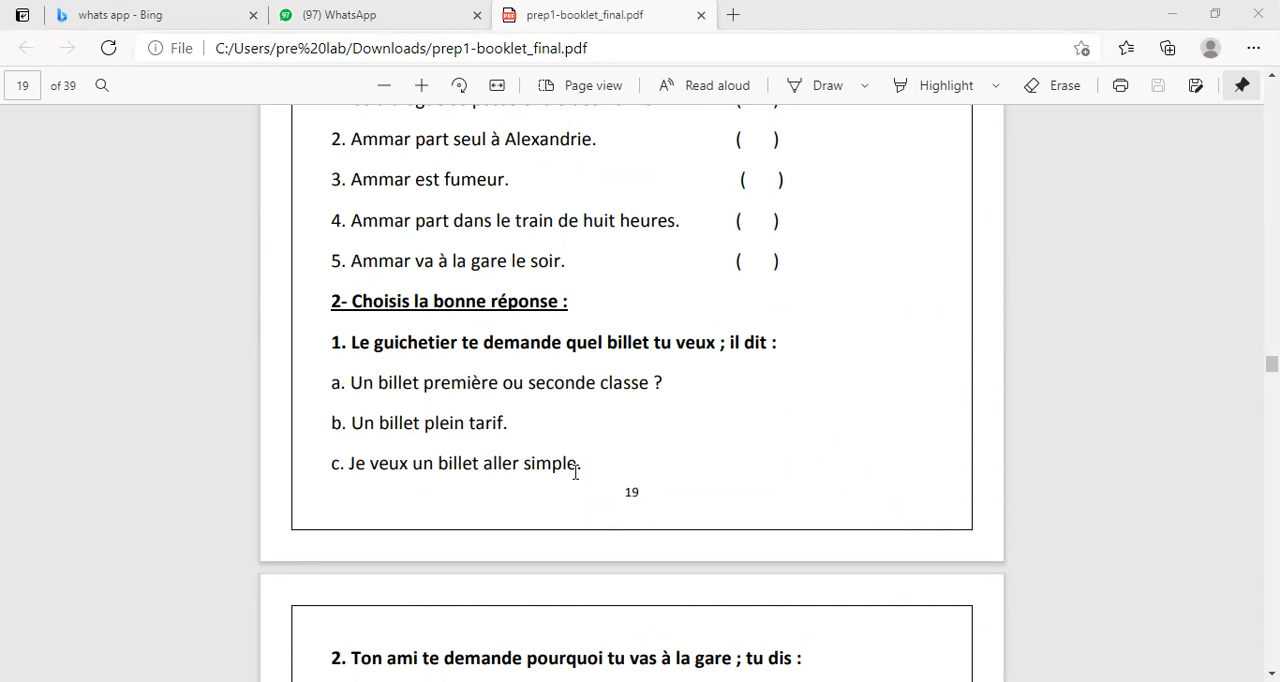 whats app - Bing
(97) WhatsApp
prep1-booklet_final.pdf
File
C:/Users/pre%20lab/Downloads/prep1-booklet_final.pdf
19
of 39
Page view
Read aloud
Draw
Highlight
Erase
2. Ammar part seul à Alexandrie. ( )
3. Ammar est fumeur. ( )
4. Ammar part dans le train de huit heures. ( )
5. Ammar va à la gare le soir. ( )
2- Choisis la bonne réponse :
1. Le guichetier te demande quel billet tu veux ; il dit :
a. Un billet première ou seconde classe ?
b. Un billet plein tarif.
c. Je veux un billet aller simple.
19
2. Ton ami te demande pourquoi tu vas à la gare ; tu dis :